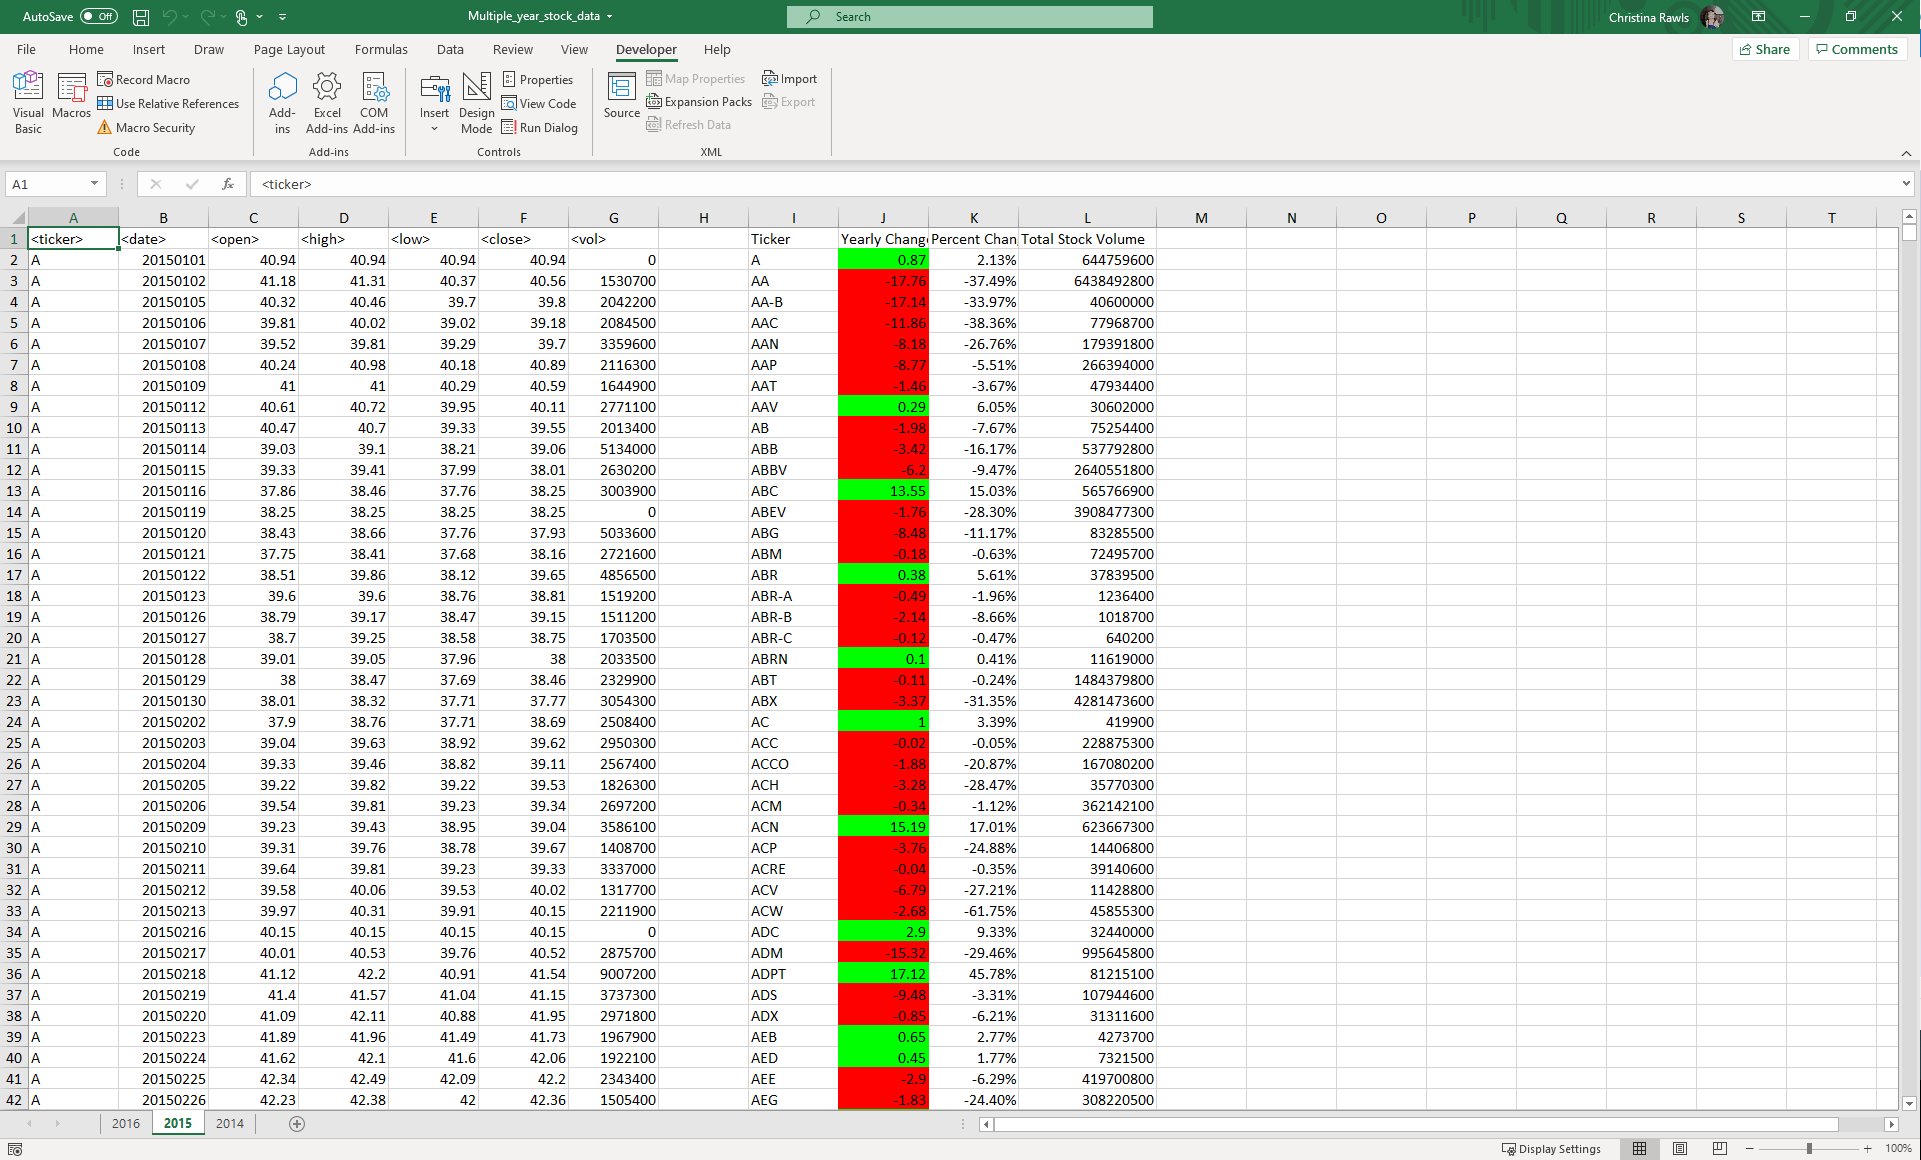 AutoSave Off Multiple_year_stock_data Search Christina Rawls
File Home Insert Draw Page Layout Formulas Data Review View Developer Help Share Comments
Visual Basic Macros Record Macro Use Relative References Macro Security
Add-ins Excel Add-ins COM Add-ins
Insert Design Mode Properties View Code Run Dialog
Source Map Properties Expansion Packs Refresh Data Import Export
Code Add-ins Controls XML
A1 fx <ticker>
A B C D E F G H I J K L M N O P Q R S T
1 <ticker> <date> <open> <high> <low> <close> <vol> Ticker Yearly Chang Percent Chan Total Stock Volume
2 A 20150101 40.94 40.94 40.94 40.94 0 A 0.87 2.13% 644759600
3 A 20150102 41.18 41.31 40.37 40.56 1530700 AA -17.76 -37.49% 6438492800
4 A 20150105 40.32 40.46 39.7 39.8 2042200 AA-B -17.14 -33.97% 40600000
5 A 20150106 39.81 40.02 39.02 39.18 2084500 AAC -11.86 -38.36% 77968700
6 A 20150107 39.52 39.81 39.29 39.7 3359600 AAN -8.18 -26.76% 179391800
7 A 20150108 40.24 40.98 40.18 40.89 2116300 AAP -8.77 -5.51% 266394000
8 A 20150109 41 41 40.29 40.59 1644900 AAT -1.46 -3.67% 47934400
9 A 20150112 40.61 40.72 39.95 40.11 2771100 AAV 0.29 6.05% 30602000
10 A 20150113 40.47 40.7 39.33 39.55 2013400 AB -1.98 -7.67% 75254400
11 A 20150114 39.03 39.1 38.21 39.06 5134000 ABB -3.42 -16.17% 537792800
12 A 20150115 39.33 39.41 37.99 38.01 2630200 ABBV -6.2 -9.47% 2640551800
13 A 20150116 37.86 38.46 37.76 38.25 3003900 ABC 13.55 15.03% 565766900
14 A 20150119 38.25 38.25 38.25 38.25 0 ABEV -1.76 -28.30% 3908477300
15 A 20150120 38.43 38.66 37.76 37.93 5033600 ABG -8.48 -11.17% 83285500
16 A 20150121 37.75 38.41 37.68 38.16 2721600 ABM -0.18 -0.63% 72495700
17 A 20150122 38.51 39.86 38.12 39.65 4856500 ABR 0.38 5.61% 37839500
18 A 20150123 39.6 39.6 38.76 38.81 1519200 ABR-A -0.49 -1.96% 1236400
19 A 20150126 38.79 39.17 38.47 39.15 1511200 ABR-B -2.14 -8.66% 1018700
20 A 20150127 38.7 39.25 38.58 38.75 1703500 ABR-C -0.12 -0.47% 640200
21 A 20150128 39.01 39.05 37.96 38 2033500 ABRN 0.1 0.41% 11619000
22 A 20150129 38 38.47 37.69 38.46 2329900 ABT -0.11 -0.24% 1484379800
23 A 20150130 38.01 38.32 37.71 37.77 3054300 ABX -3.37 -31.35% 4281473600
24 A 20150202 37.9 38.76 37.71 38.69 2508400 AC 1 3.39% 419900
25 A 20150203 39.04 39.63 38.92 39.62 2950300 ACC -0.02 -0.05% 228875300
26 A 20150204 39.33 39.46 38.82 39.11 2567400 ACCO -1.88 -20.87% 167080200
27 A 20150205 39.22 39.82 39.22 39.53 1826300 ACH -3.28 -28.47% 35770300
28 A 20150206 39.54 39.81 39.23 39.34 2697200 ACM -0.34 -1.12% 362142100
29 A 20150209 39.23 39.43 38.95 39.04 3586100 ACN 15.19 17.01% 623667300
30 A 20150210 39.31 39.76 38.78 39.67 1408700 ACP -3.76 -24.88% 14406800
31 A 20150211 39.64 39.81 39.23 39.33 3337000 ACRE -0.04 -0.35% 39140600
32 A 20150212 39.58 40.06 39.53 40.02 1317700 ACV -6.79 -27.21% 11428800
33 A 20150213 39.97 40.31 39.91 40.15 2211900 ACW -2.68 -61.75% 45855300
34 A 20150216 40.15 40.15 40.15 40.15 0 ADC 2.9 9.33% 32440000
35 A 20150217 40.01 40.53 39.76 40.52 2875700 ADM -15.32 -29.46% 995645800
36 A 20150218 41.12 42.2 40.91 41.54 9007200 ADPT 17.12 45.78% 81215100
37 A 20150219 41.4 41.57 41.04 41.15 3737300 ADS -9.48 -3.31% 107944600
38 A 20150220 41.09 42.11 40.88 41.95 2971800 ADX -0.85 -6.21% 31311600
39 A 20150223 41.89 41.96 41.49 41.73 1967900 AEB 0.65 2.77% 4273700
40 A 20150224 41.62 42.1 41.6 42.06 1922100 AED 0.45 1.77% 7321500
41 A 20150225 42.34 42.49 42.09 42.2 2343400 AEE -2.9 -6.29% 419700800
42 A 20150226 42.23 42.38 42 42.36 1505400 AEG -1.83 -24.40% 308220500
2016 2015 2014
Display Settings 100%